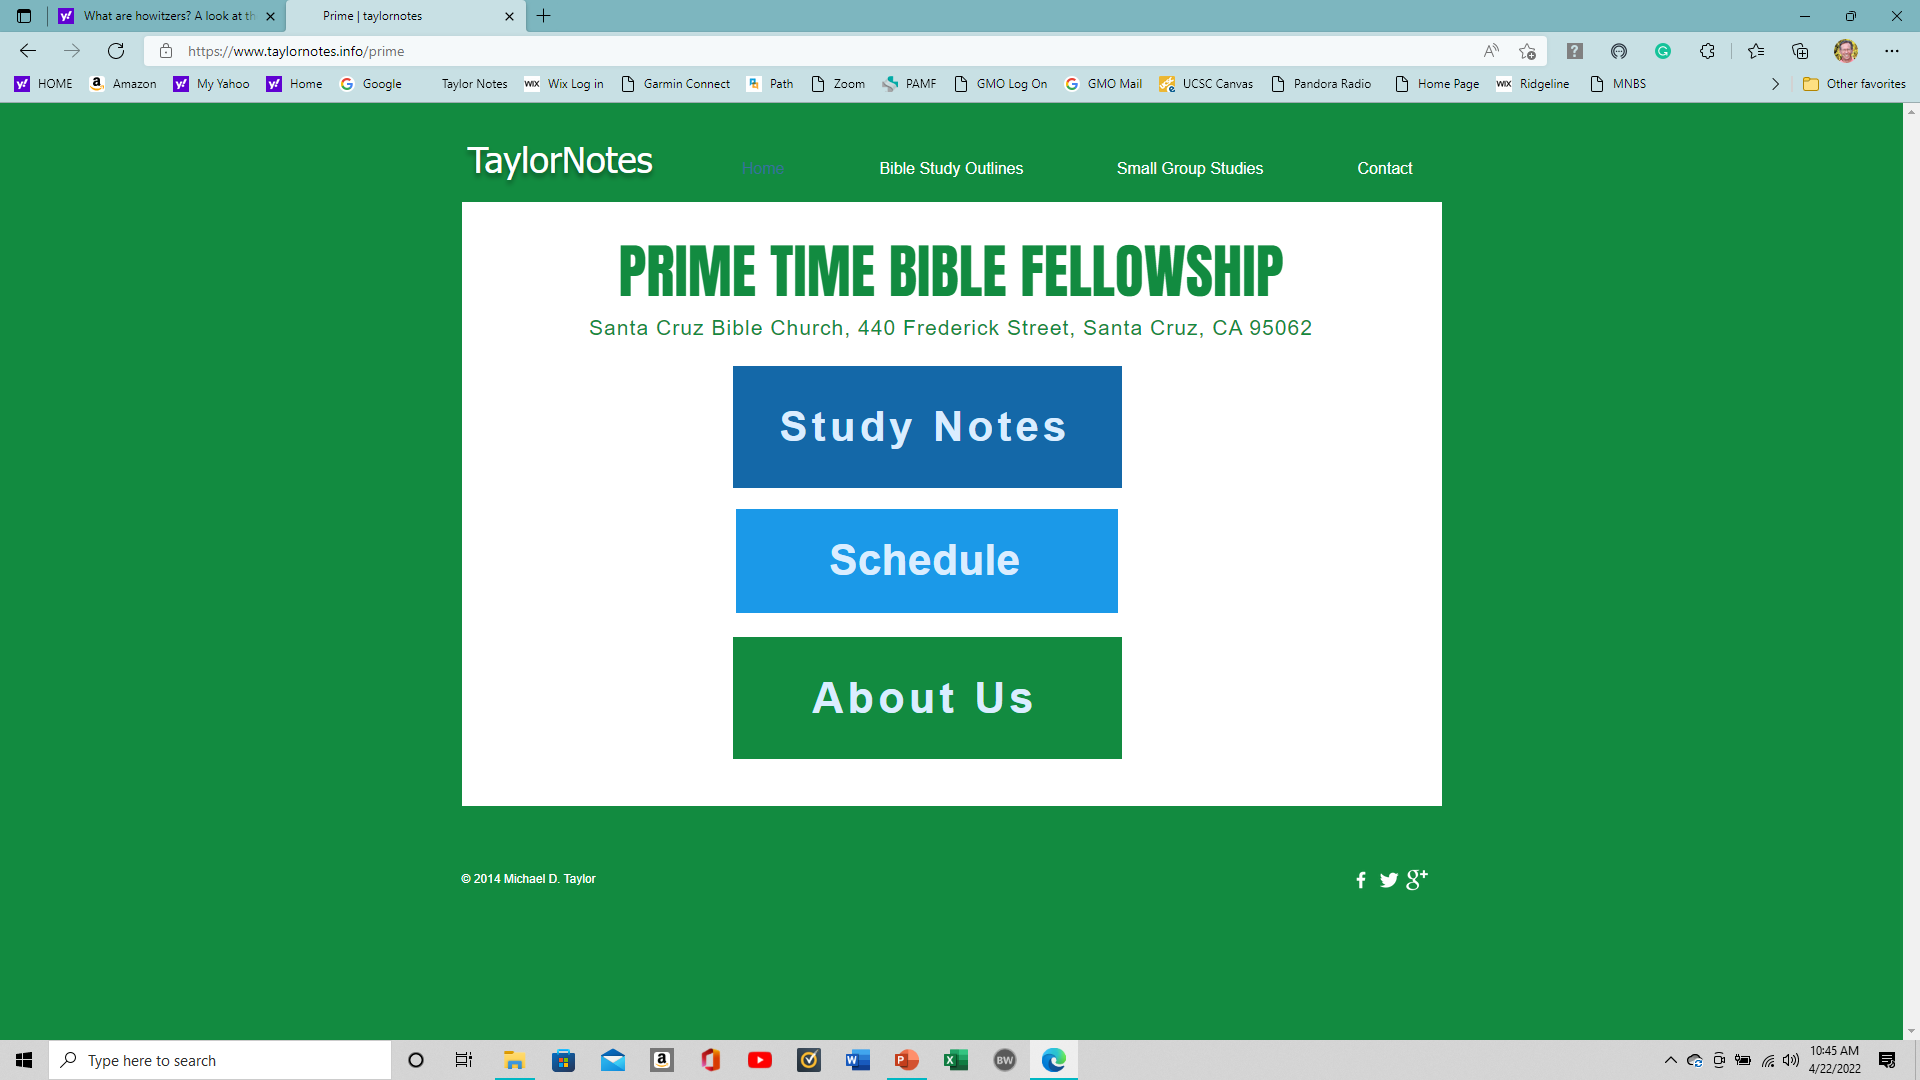 What are howitzers? A look at th
Prime | taylornotes
https://www.taylornotes.info/prime
HOME
Amazon
My Yahoo
Home
Google
Taylor Notes
WIX Wix Log in
Garmin Connect
Path
Zoom
PAMF
GMO Log On
GMO Mail
UCSC Canvas
Pandora Radio
Home Page
WIX Ridgeline
MNBS
Other favorites
TaylorNotes
Home
Bible Study Outlines
Small Group Studies
Contact
PRIME TIME BIBLE FELLOWSHIP
Santa Cruz Bible Church, 440 Frederick Street, Santa Cruz, CA 95062
Study Notes
Schedule
About Us
© 2014 Michael D. Taylor
Type here to search
BW
10:45 AM
4/22/2022